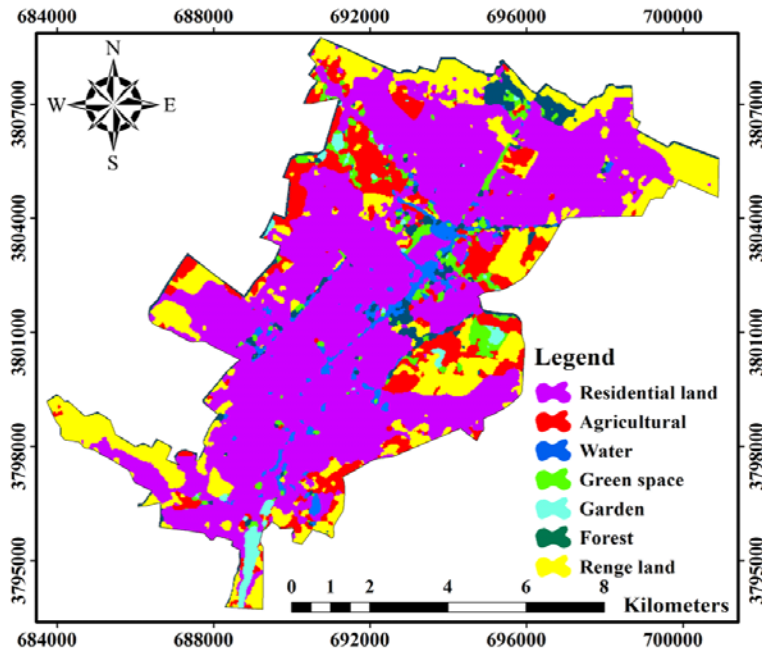 684000 688000 692000 696000 700000
N
W E
S
3807000 3807000
3804000 3804000
3801000 3801000
3798000 3798000
3795000 3795000
Legend
Residential land
Agricultural
Water
Green space
Garden
Forest
Renge land
0 1 2 4 6 8
Kilometers
684000 688000 692000 696000 700000